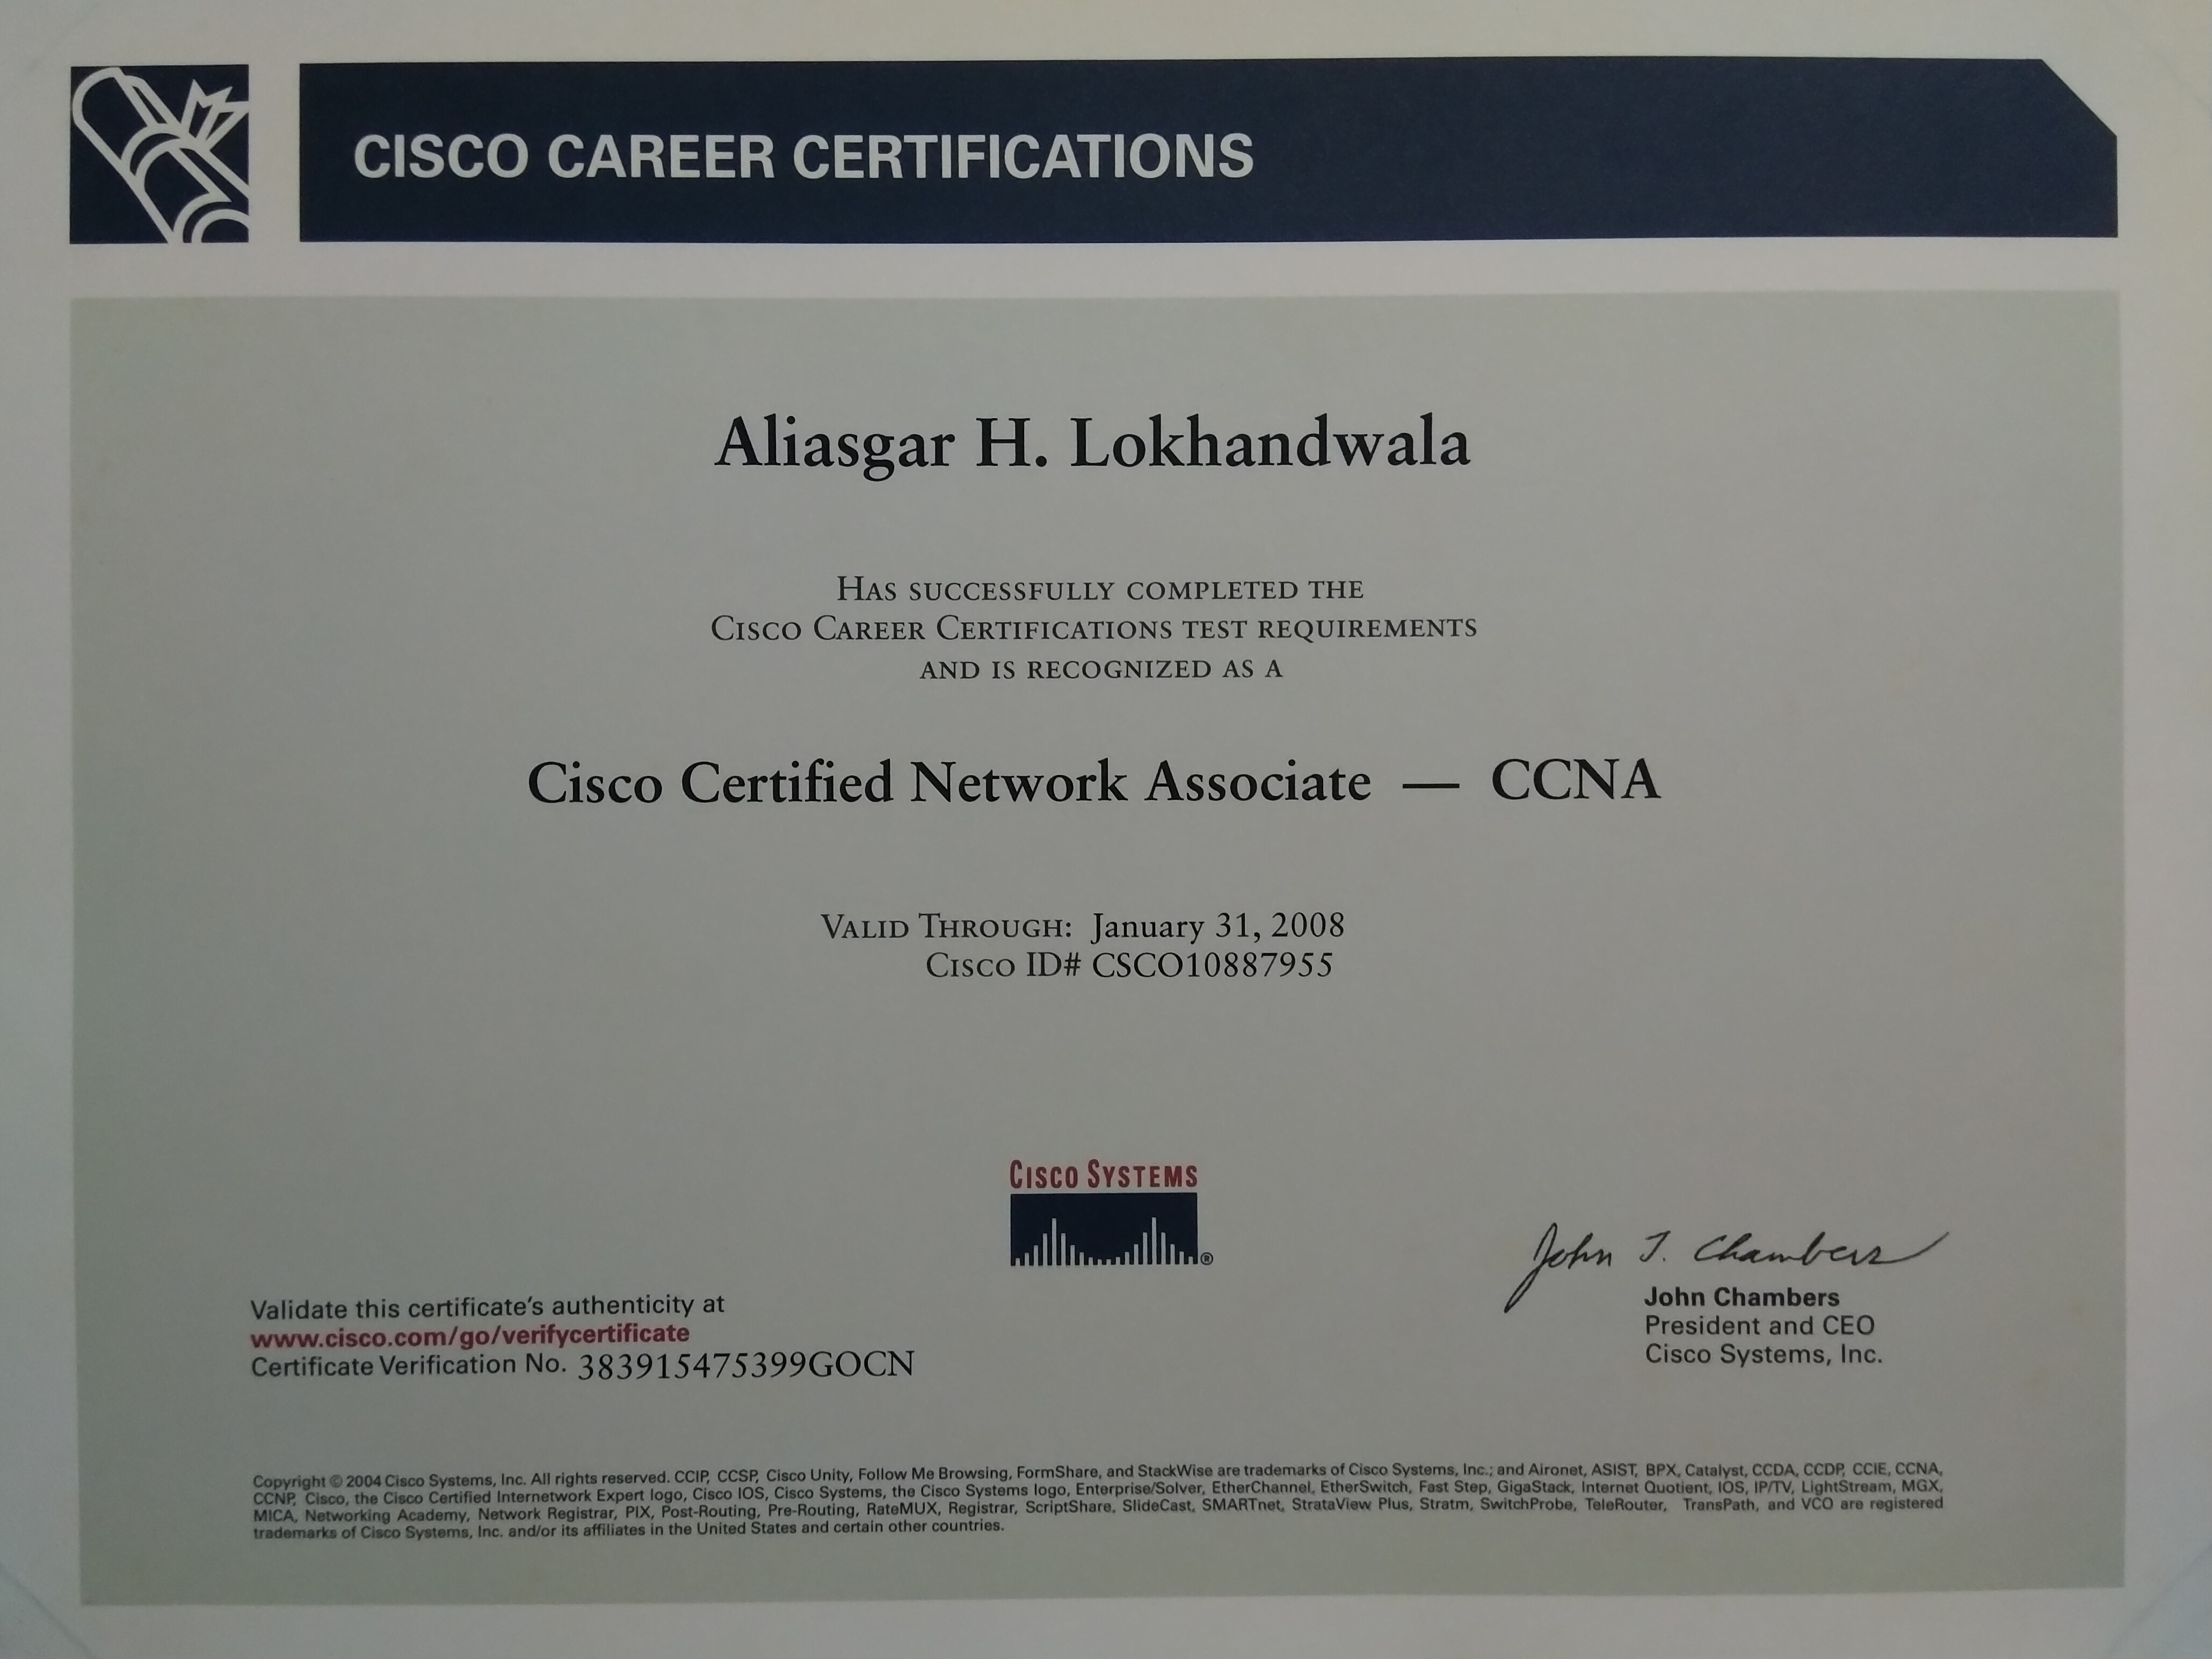 CISCO CAREER CERTIFICATIONS
Aliasgar H. Lokhandwala
HAS SUCCESSFULLY COMPLETED THE
CISCO CAREER CERTIFICATIONS TEST REQUIREMENTS
AND IS RECOGNIZED AS A
Cisco Certified Network Associate — CCNA
VALID THROUGH: January 31, 2008
CISCO ID# CSCO10887955
CISCO SYSTEMS
®
John T. Chambers
John Chambers
President and CEO
Cisco Systems, Inc.
Validate this certificate's authenticity at
www.cisco.com/go/verifycertificate
Certificate Verification No. 383915475399GOCN
Copyright © 2004 Cisco Systems, Inc. All rights reserved. CCIP, CCSP, Cisco Unity, Follow Me Browsing, FormShare, and StackWise are trademarks of Cisco Systems, Inc.; and Aironet, ASIST, BPX, Catalyst, CCDA, CCDP, CCIE, CCNA,
CCNP, Cisco, the Cisco Certified Internetwork Expert logo, Cisco IOS, Cisco Systems, the Cisco Systems logo, Enterprise/Solver, EtherChannel, EtherSwitch, Fast Step, GigaStack, Internet Quotient, IOS, IP/TV, LightStream, MGX,
MICA, Networking Academy, Network Registrar, PIX, Post-Routing, Pre-Routing, RateMUX, Registrar, ScriptShare, SlideCast, SMARTnet, StrataView Plus, Stratm, SwitchProbe, TeleRouter, TransPath, and VCO are registered
trademarks of Cisco Systems, Inc. and/or its affiliates in the United States and certain other countries.